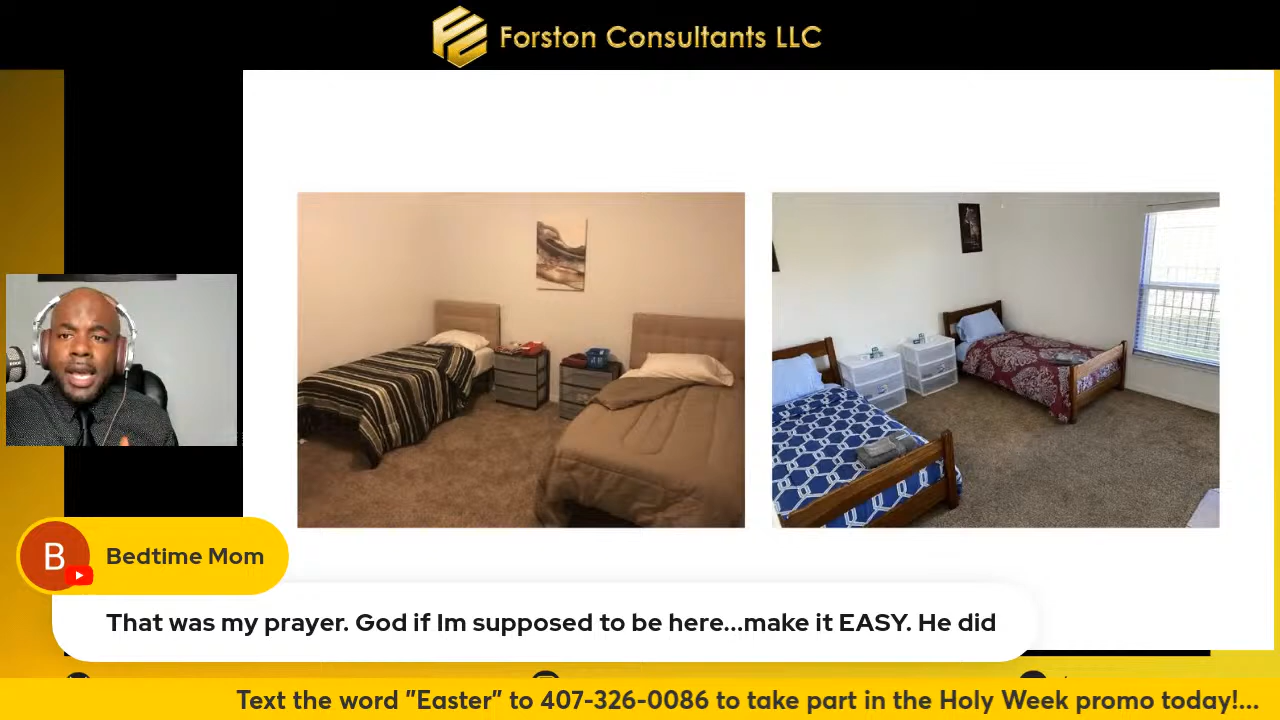 Forston Consultants LLC
B
Bedtime Mom
That was my prayer. God if Im supposed to be here...make it EASY. He did
Text the word "Easter" to 407-326-0086 to take part in the Holy Week promo today!...